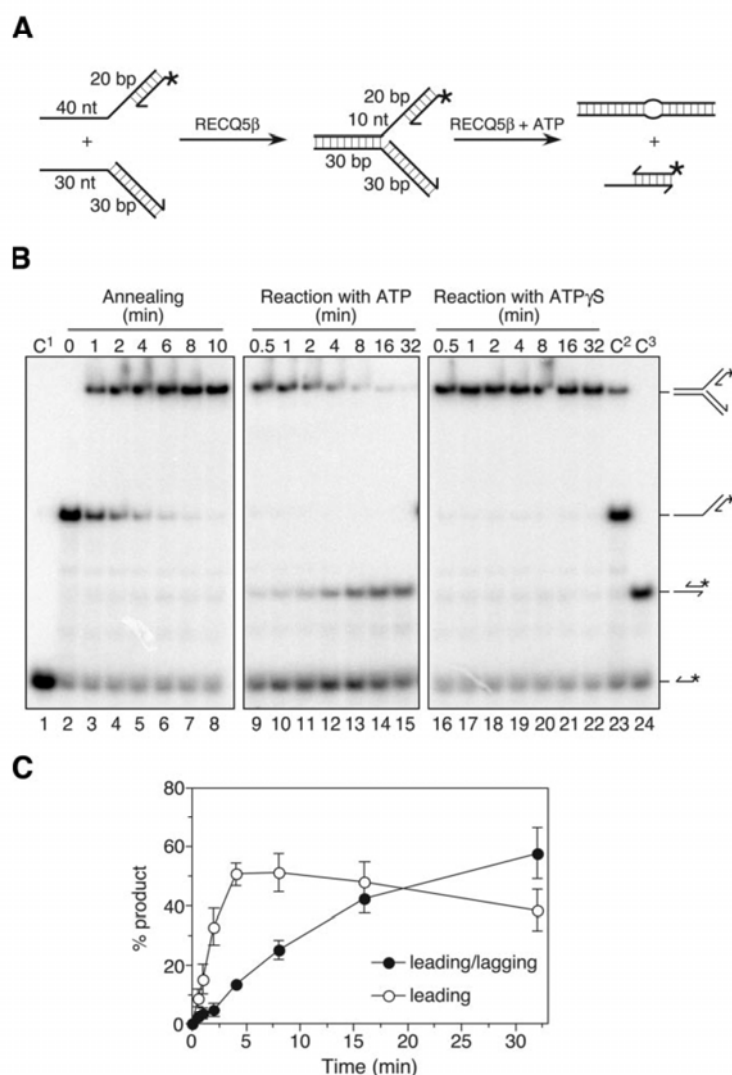 A
20 bp
*
40 nt
+
30 nt
30 bp
RECQ5β
20 bp
*
10 nt
30 bp
30 bp
RECQ5β + ATP
+
*
B
Annealing
(min)
Reaction with ATP
(min)
Reaction with ATPγS
(min)
C¹ 0 1 2 4 6 8 10
0.5 1 2 4 8 16 32
0.5 1 2 4 8 16 32 C² C³
1 2 3 4 5 6 7 8
9 10 11 12 13 14 15
16 17 18 19 20 21 22 23 24
C
80
60
40
20
0
% product
leading/lagging
leading
0 5 10 15 20 25 30
Time (min)